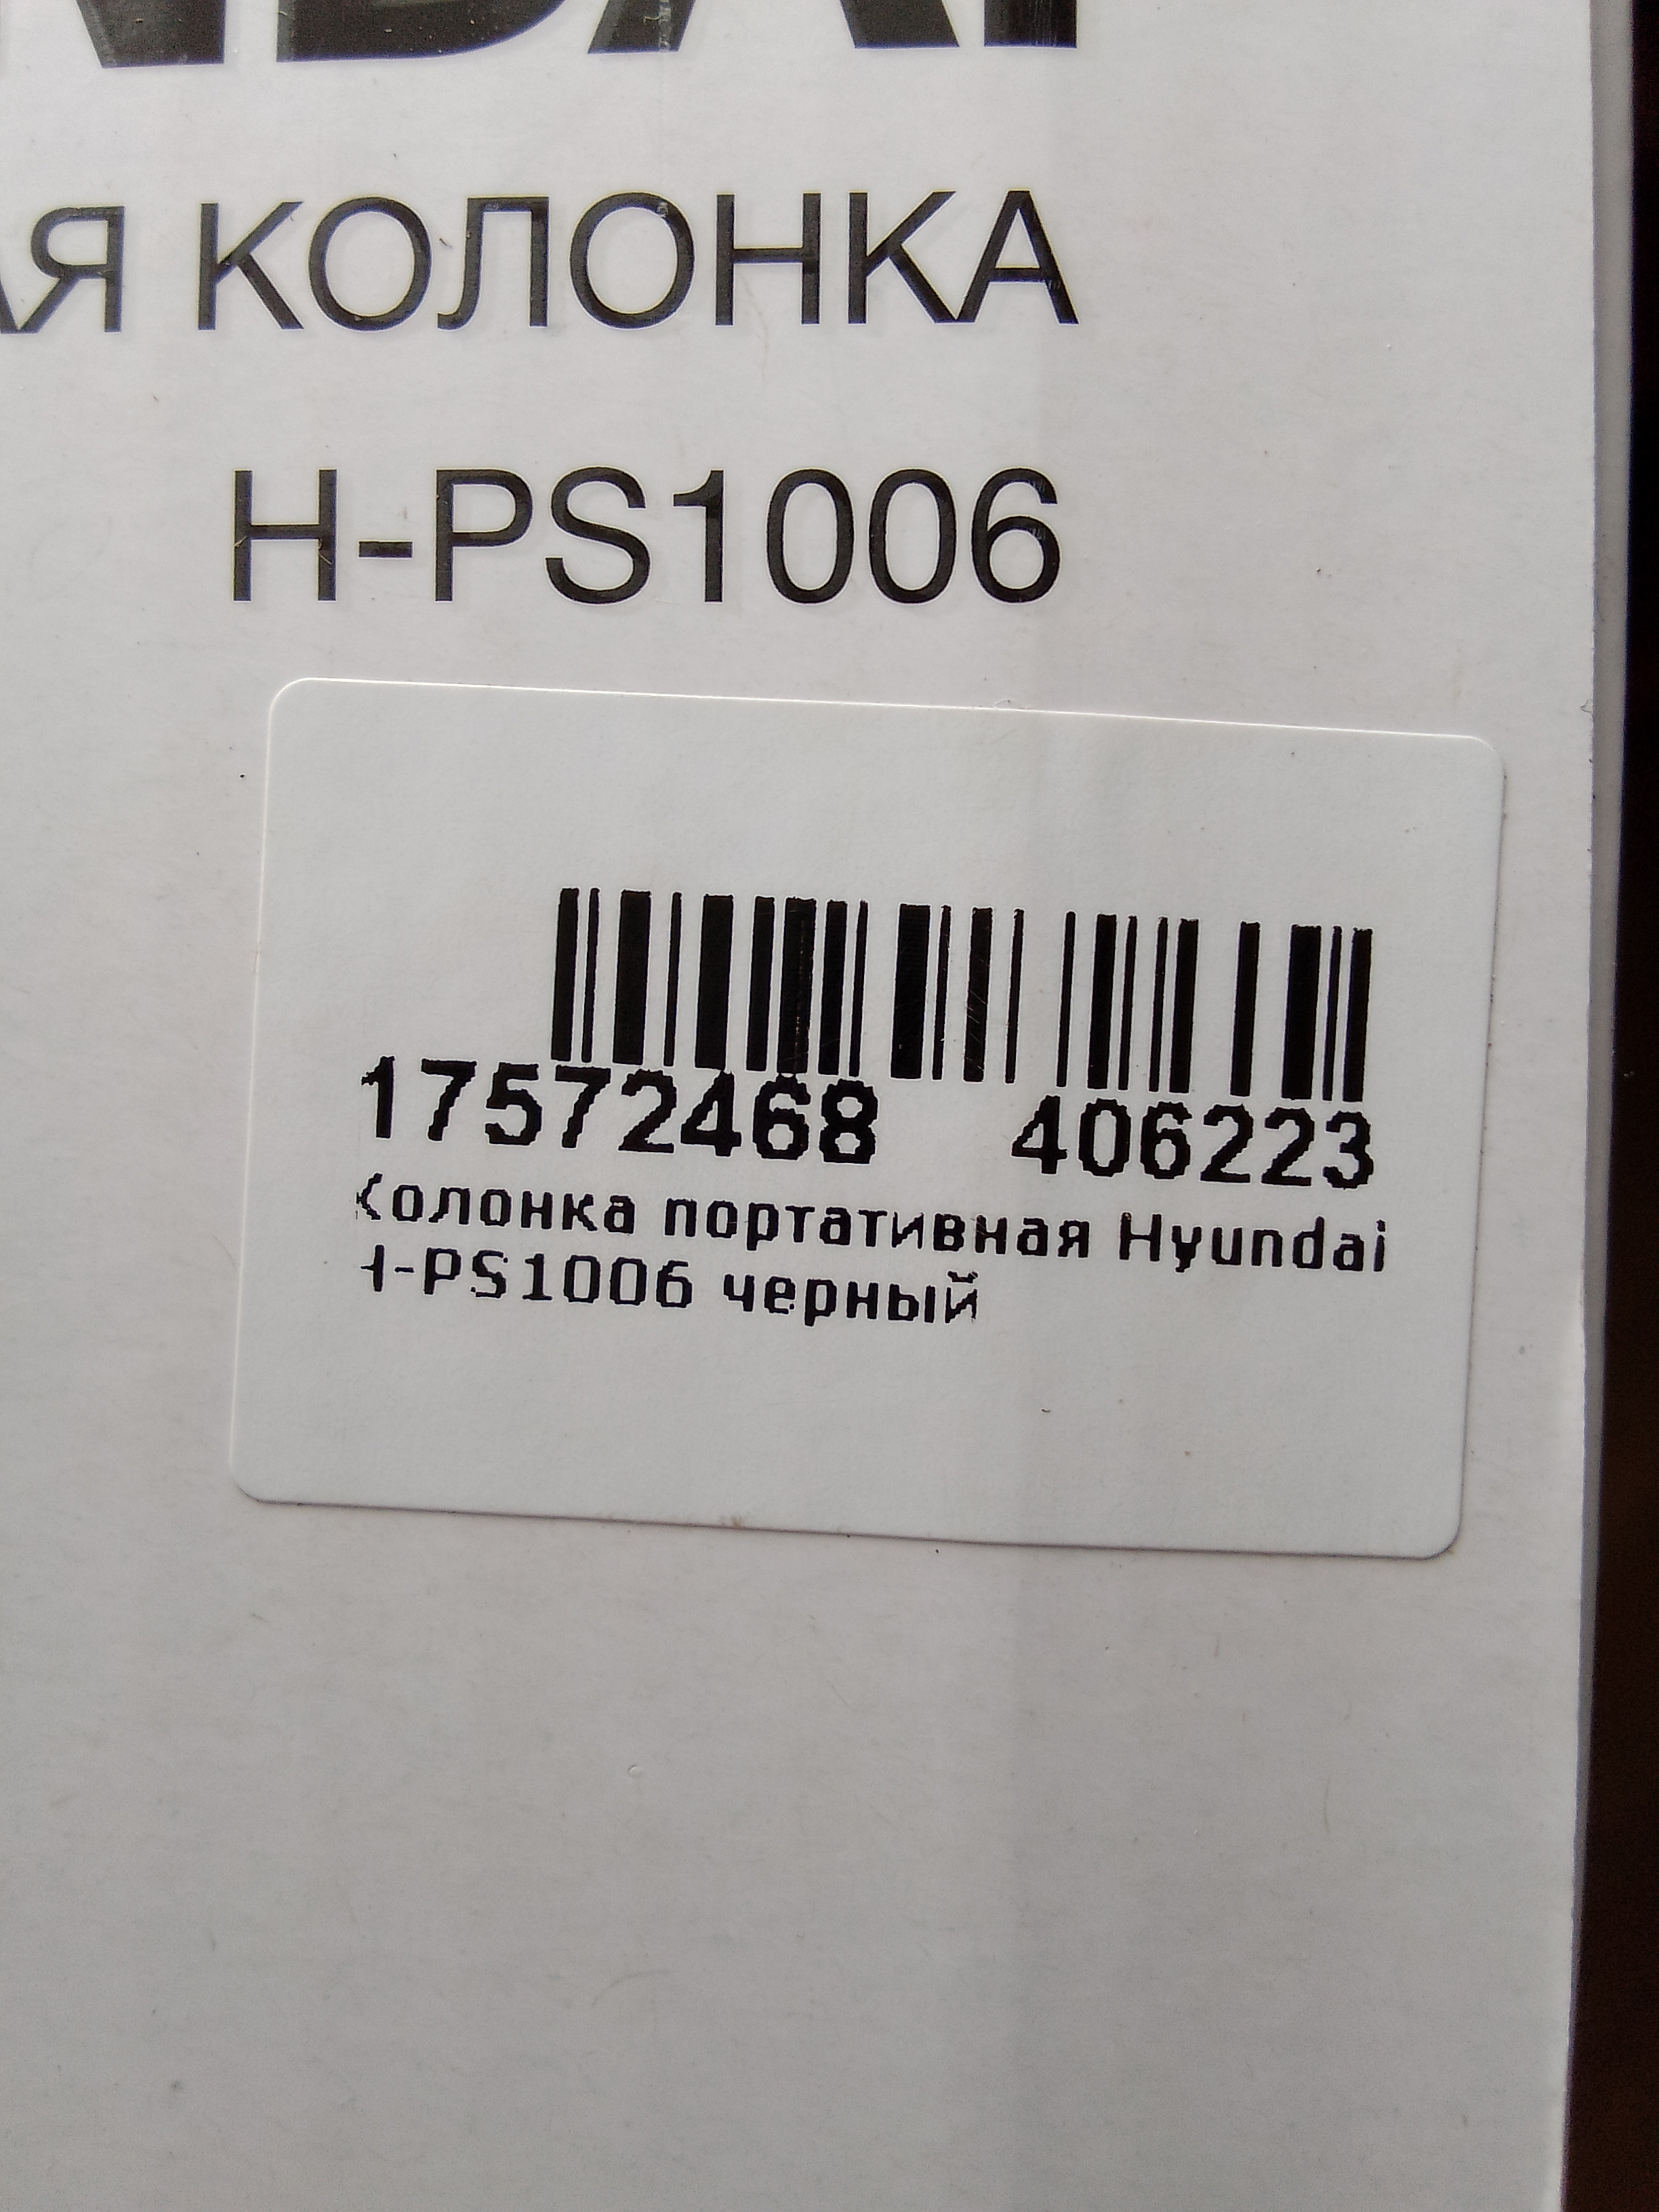 АЯ КОЛОНКА
H-PS1006
17572468 406223
Колонка портативная Hyundai
H-PS1006 черный